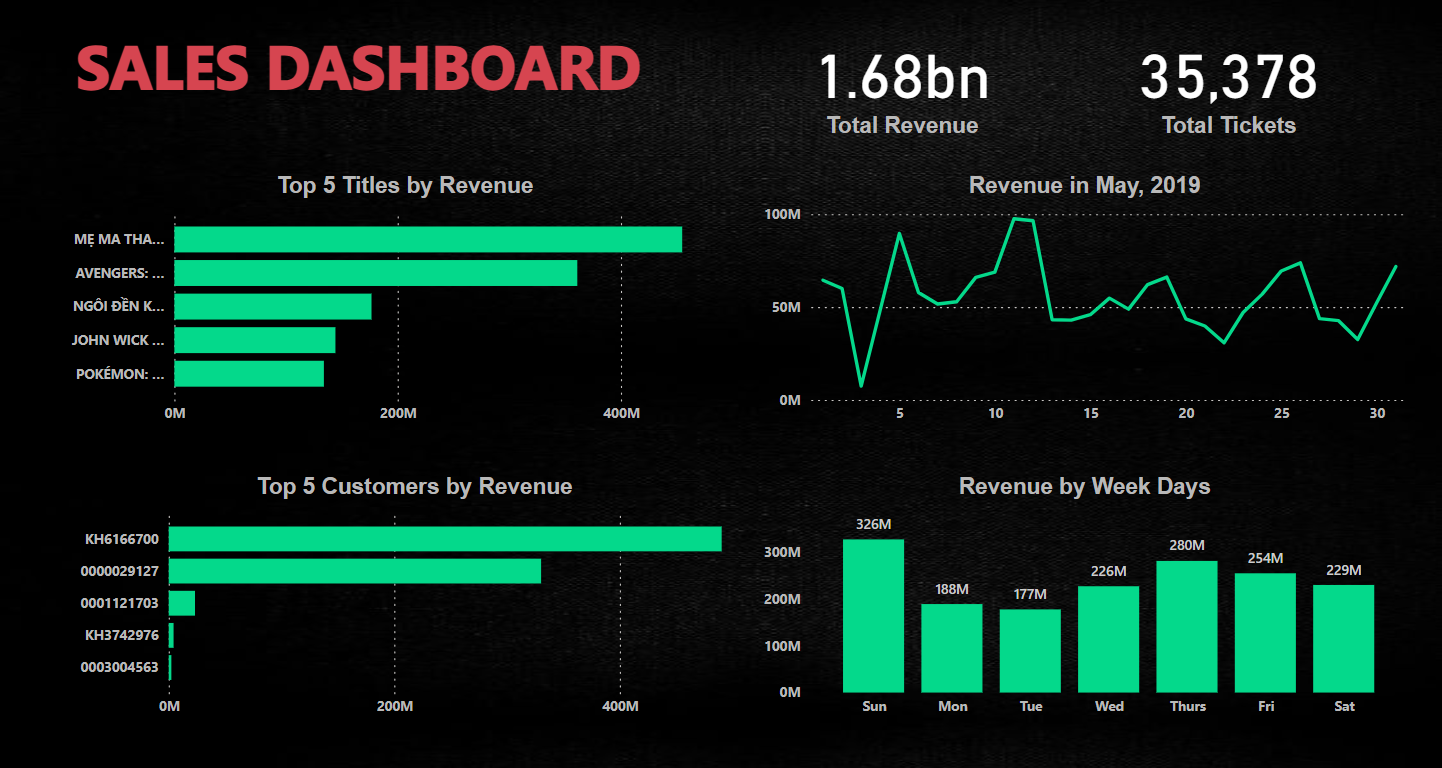 SALES DASHBOARD
1.68bn
Total Revenue
35,378
Total Tickets
Top 5 Titles by Revenue
MẸ MA THA...
AVENGERS: ...
NGÔI ĐỀN K...
JOHN WICK ...
POKÉMON: ...
0M 200M 400M
Revenue in May, 2019
100M
50M
0M
5 10 15 20 25 30
Top 5 Customers by Revenue
KH6166700
0000029127
0001121703
KH3742976
0003004563
0M 200M 400M
Revenue by Week Days
300M
200M
100M
0M
326M 188M 177M 226M 280M 254M 229M
Sun Mon Tue Wed Thurs Fri Sat